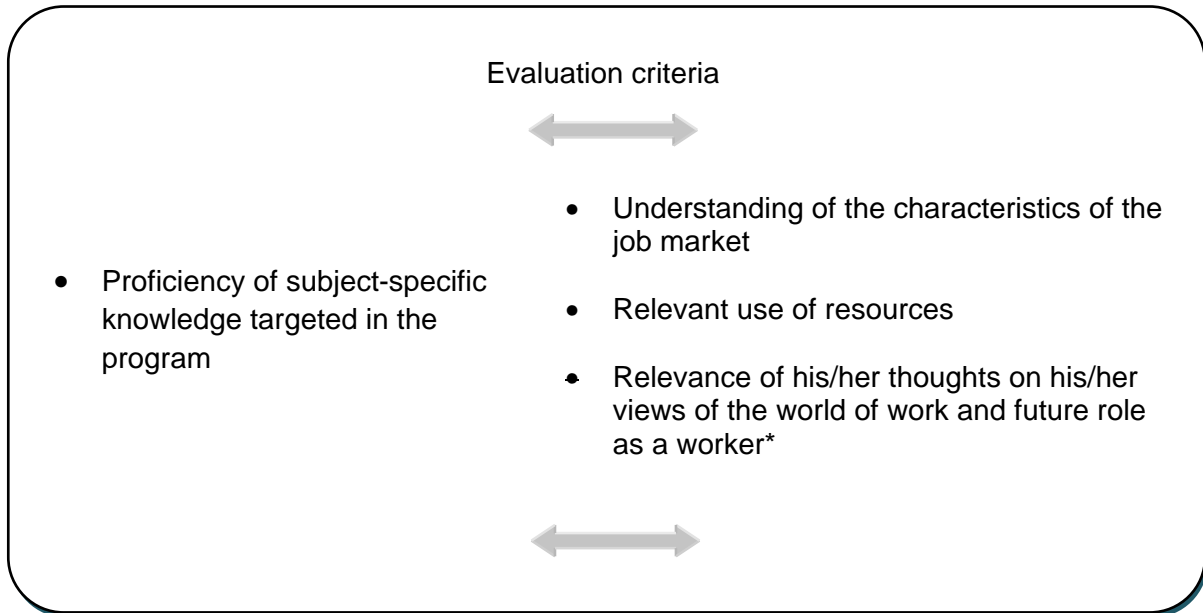 Evaluation criteria
• Proficiency of subject-specific
knowledge targeted in the
program
• Understanding of the characteristics of the
job market
• Relevant use of resources
• Relevance of his/her thoughts on his/her
views of the world of work and future role
as a worker*